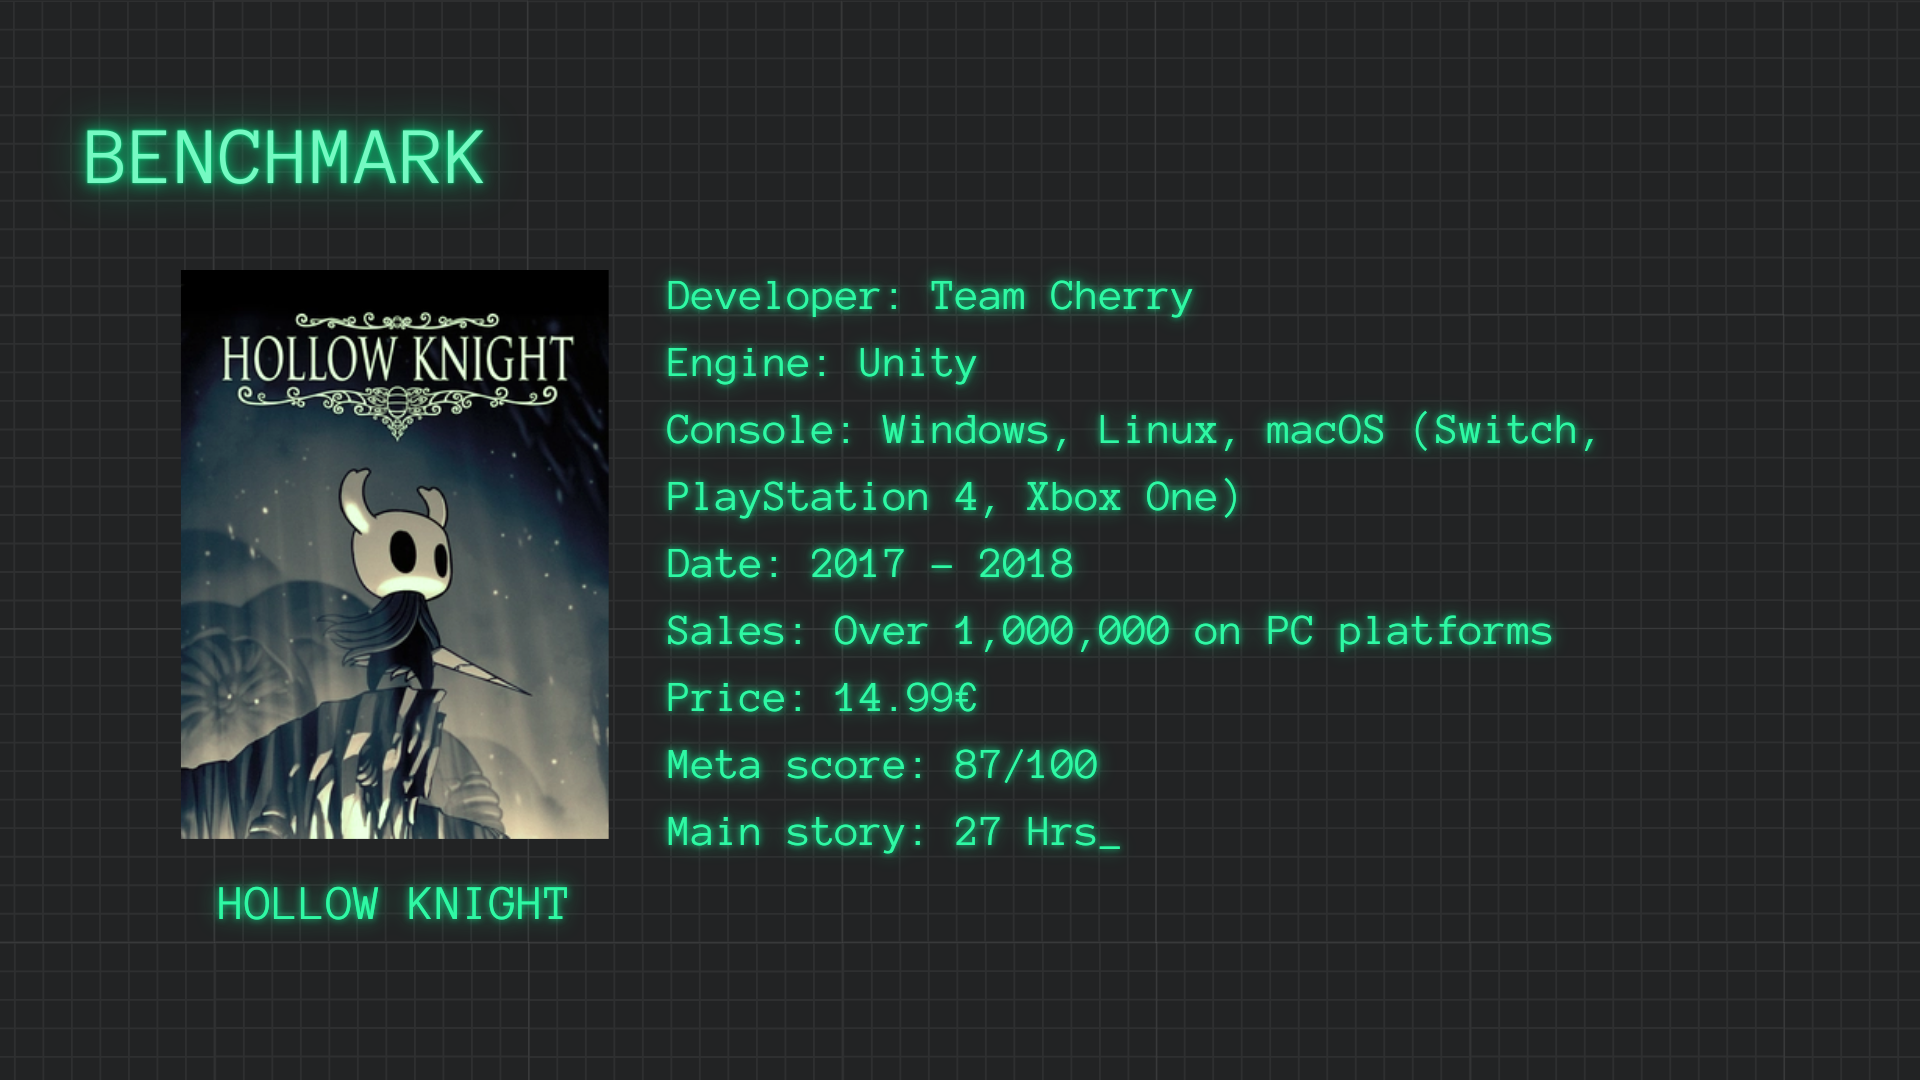 BENCHMARK
HOLLOW KNIGHT
Developer: Team Cherry
Engine: Unity
Console: Windows, Linux, macOS (Switch,
PlayStation 4, Xbox One)
Date: 2017 – 2018
Sales: Over 1,000,000 on PC platforms
Price: 14.99€
Meta score: 87/100
Main story: 27 Hrs_
HOLLOW KNIGHT